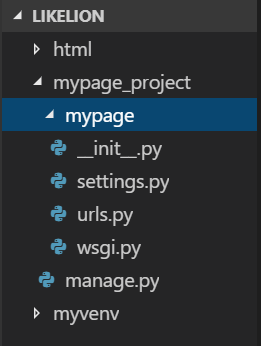 LIKELION
html
mypage_project
mypage
__init__.py
settings.py
urls.py
wsgi.py
manage.py
myvenv